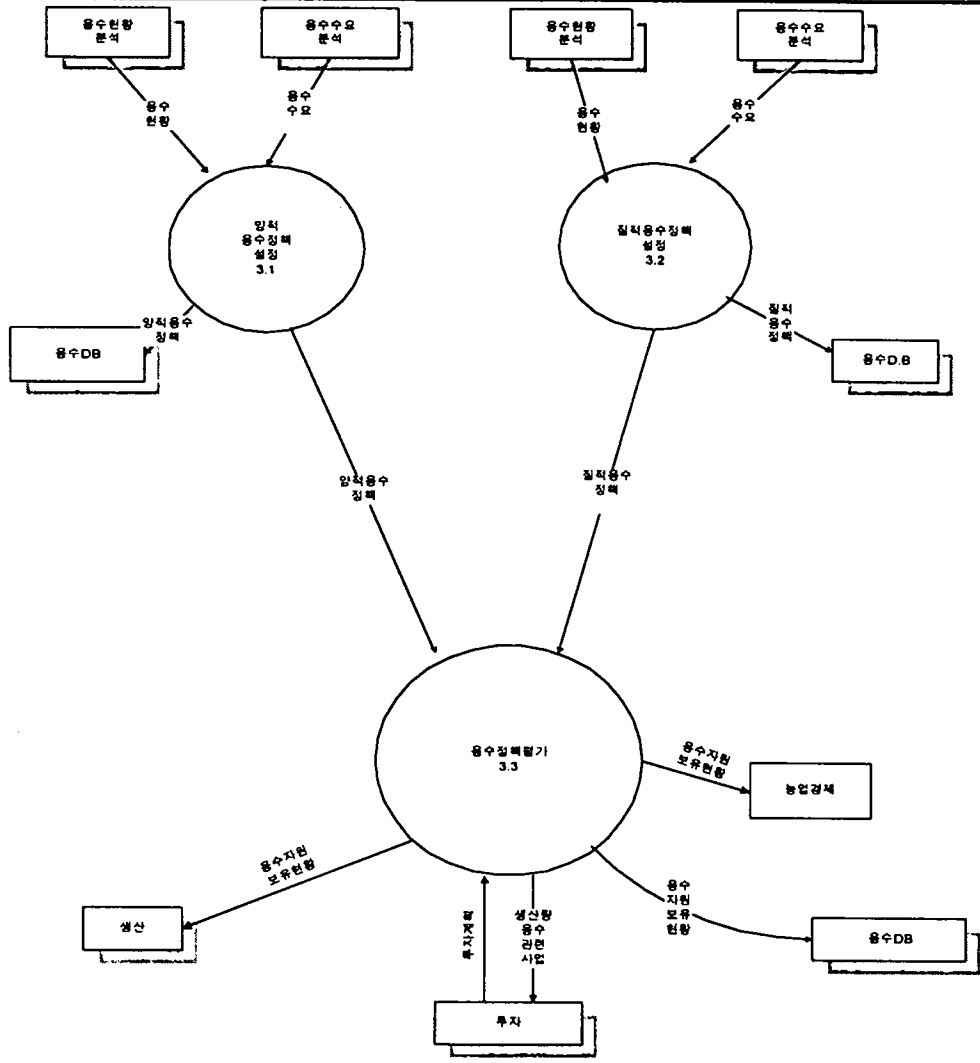 용수현황
분석
용수수요
분석
용수현황
분석
용수수요
분석
용수
현황
용수
수요
용수
현황
용수
수요
양적
용수정책
설정
3.1
질적용수정책
설정
3.2
양적용수
정책
용수DB
질적
용수
정책
용수D.B
양적용수
정책
질적용수
정책
용수정책평가
3.3
용수자원
보유현황
농업경제
용수자원
보유현황
생산
투자계획
생산량
용수
관련
사업
용수
자원
보유
현황
용수DB
투자